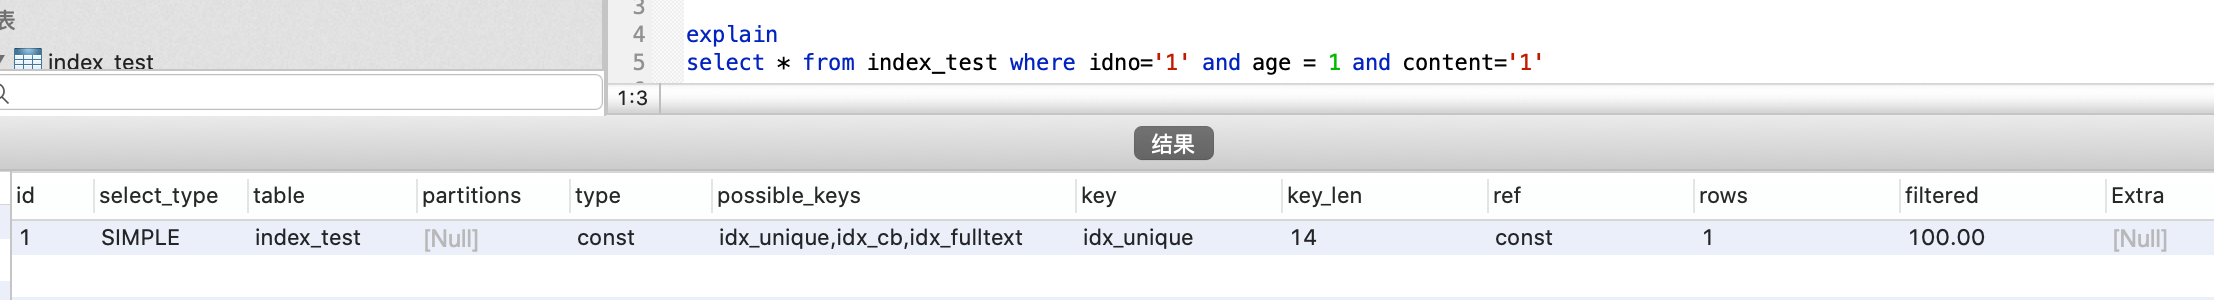 表
index_test
3
4 explain
5 select * from index_test where idno='1' and age = 1 and content='1'
1:3
结果
id select_type table partitions type possible_keys key key_len ref rows filtered Extra
1 SIMPLE index_test [Null] const idx_unique,idx_cb,idx_fulltext idx_unique 14 const 1 100.00 [Null]